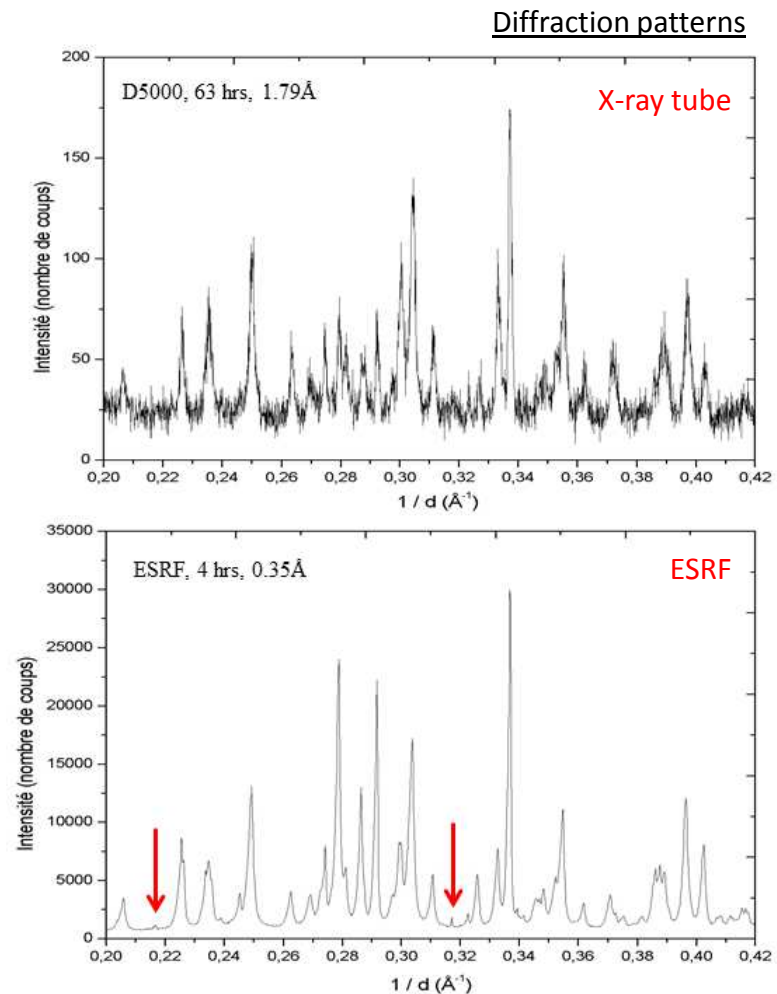 Diffraction patterns
D5000, 63 hrs, 1.79Å
X-ray tube
200
150
100
50
0
Intensité (nombre de coups)
0,20 0,22 0,24 0,26 0,28 0,30 0,32 0,34 0,36 0,38 0,40 0,42
1 / d (Å⁻¹)
ESRF, 4 hrs, 0.35Å
ESRF
35000
30000
25000
20000
15000
10000
5000
0
Intensité (nombre de coups)
0,20 0,22 0,24 0,26 0,28 0,30 0,32 0,34 0,36 0,38 0,40 0,42
1 / d (Å⁻¹)